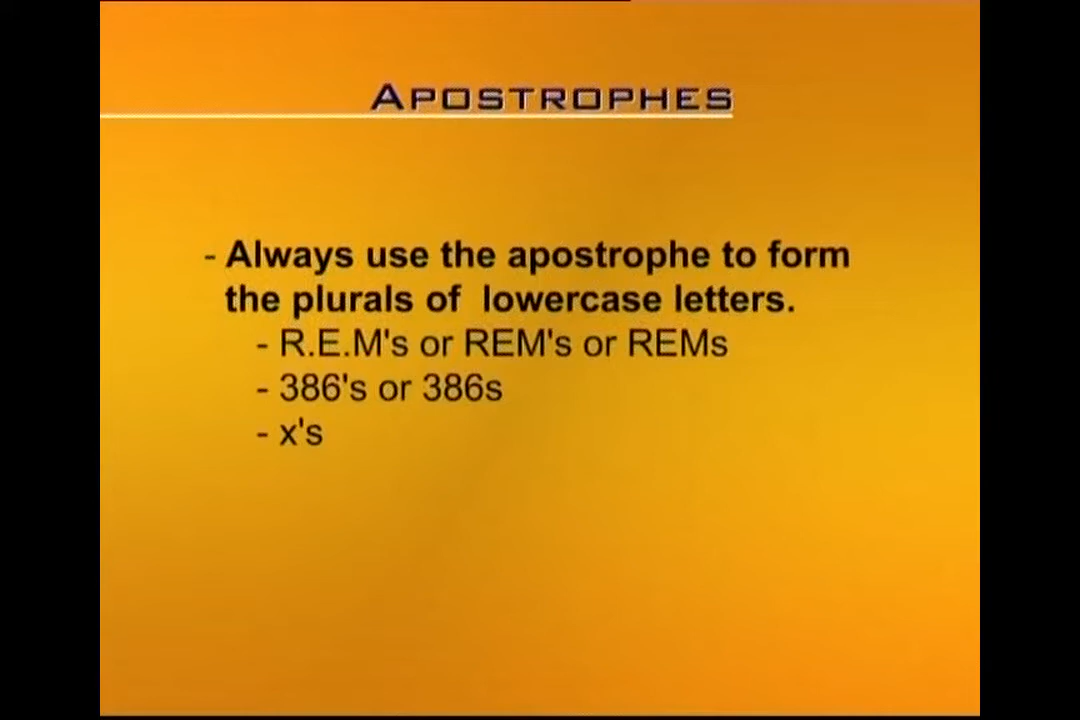 APOSTROPHES
- Always use the apostrophe to form
the plurals of lowercase letters.
- R.E.M's or REM's or REMs
- 386's or 386s
- x's